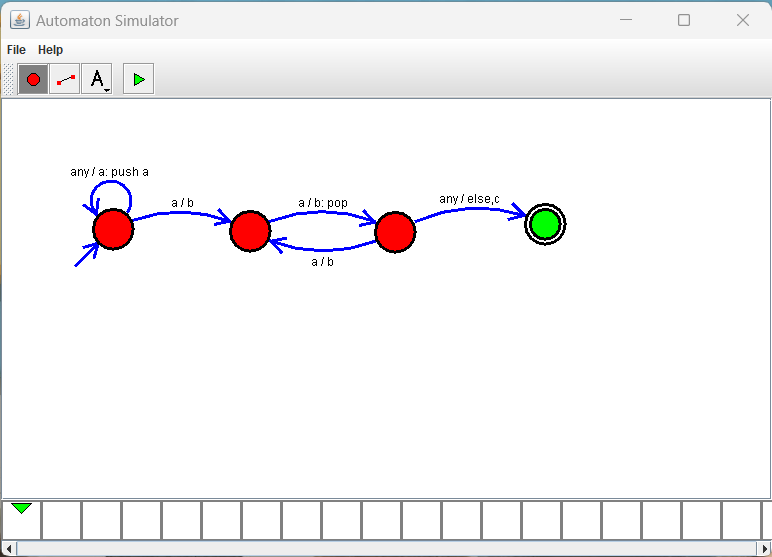 Automaton Simulator
File Help
A
any / a: push a
a / b
a / b: pop
any / else,c
a / b